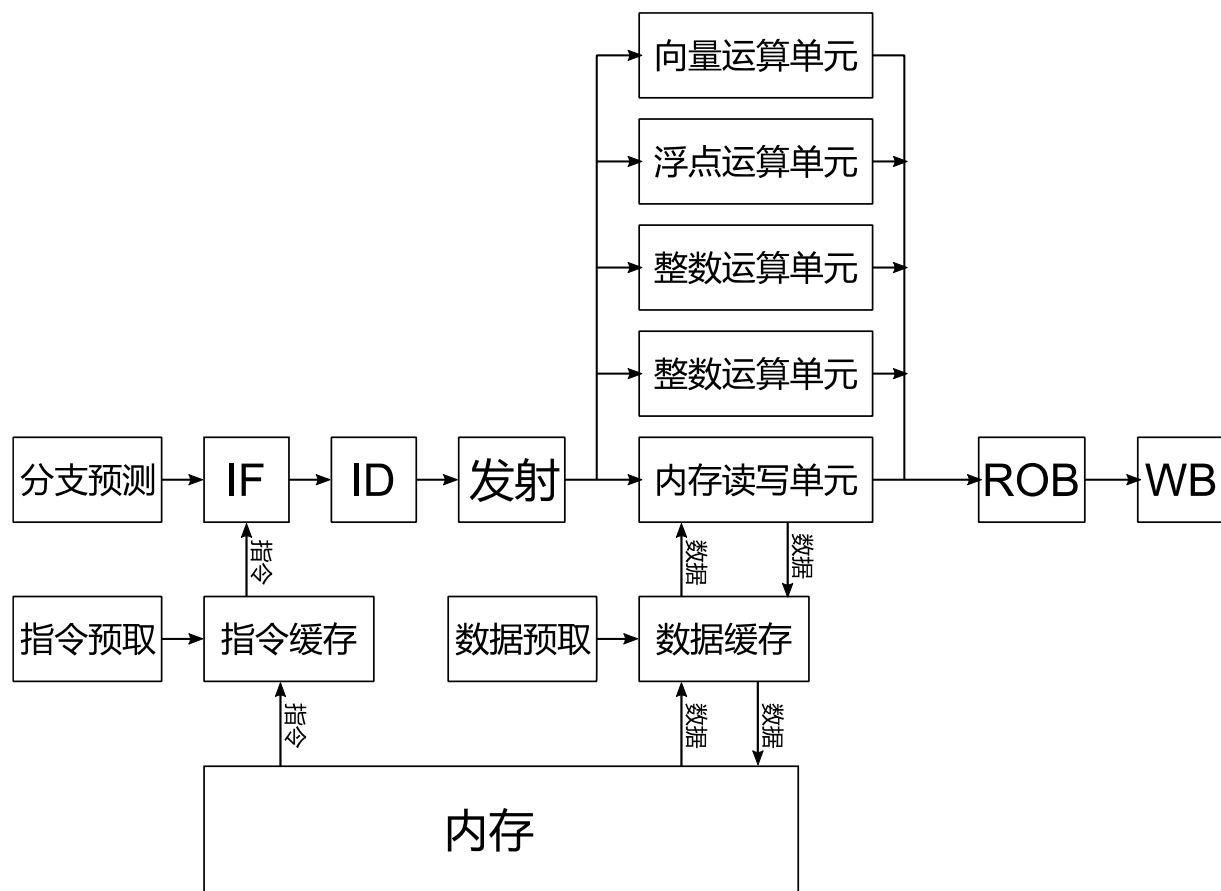 向量运算单元
浮点运算单元
整数运算单元
整数运算单元
分支预测
IF
ID
发射
内存读写单元
ROB
WB
指令
数据
数据
指令预取
指令缓存
数据预取
数据缓存
指令
数据
数据
内存